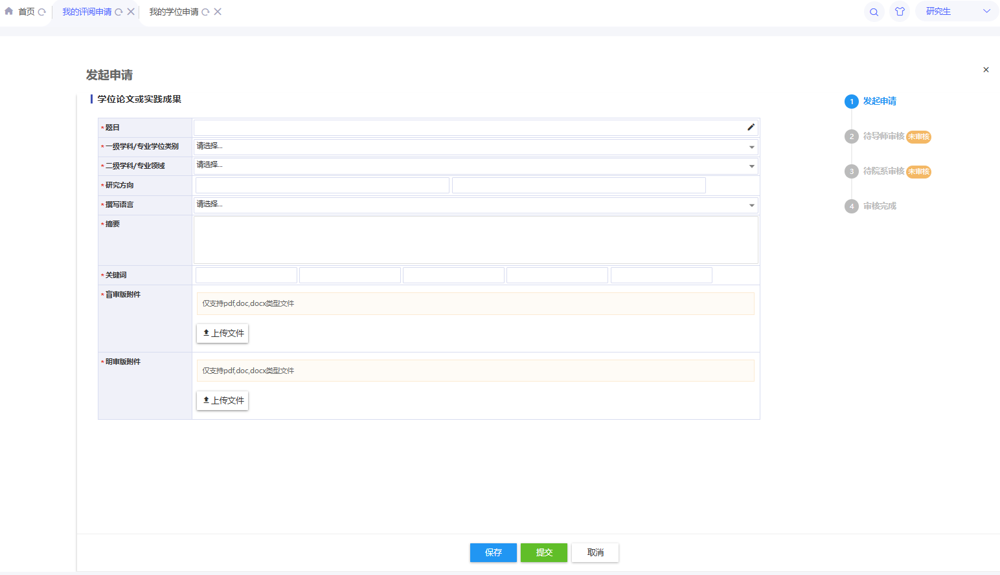 首页
我的评阅申请
我的学位申请
研究生
发起申请
学位论文或实践成果
*题目
*一级学科/专业学位类别 请选择...
*二级学科/专业领域 请选择...
*研究方向
*撰写语言 请选择...
*摘要
*关键词
*盲审版附件
仅支持pdf,doc,docx类型文件
上传文件
*明审版附件
仅支持pdf,doc,docx类型文件
上传文件
1 发起申请
2 待导师审核 未审核
3 待院系审核 未审核
4 审核完成
保存
提交
取消